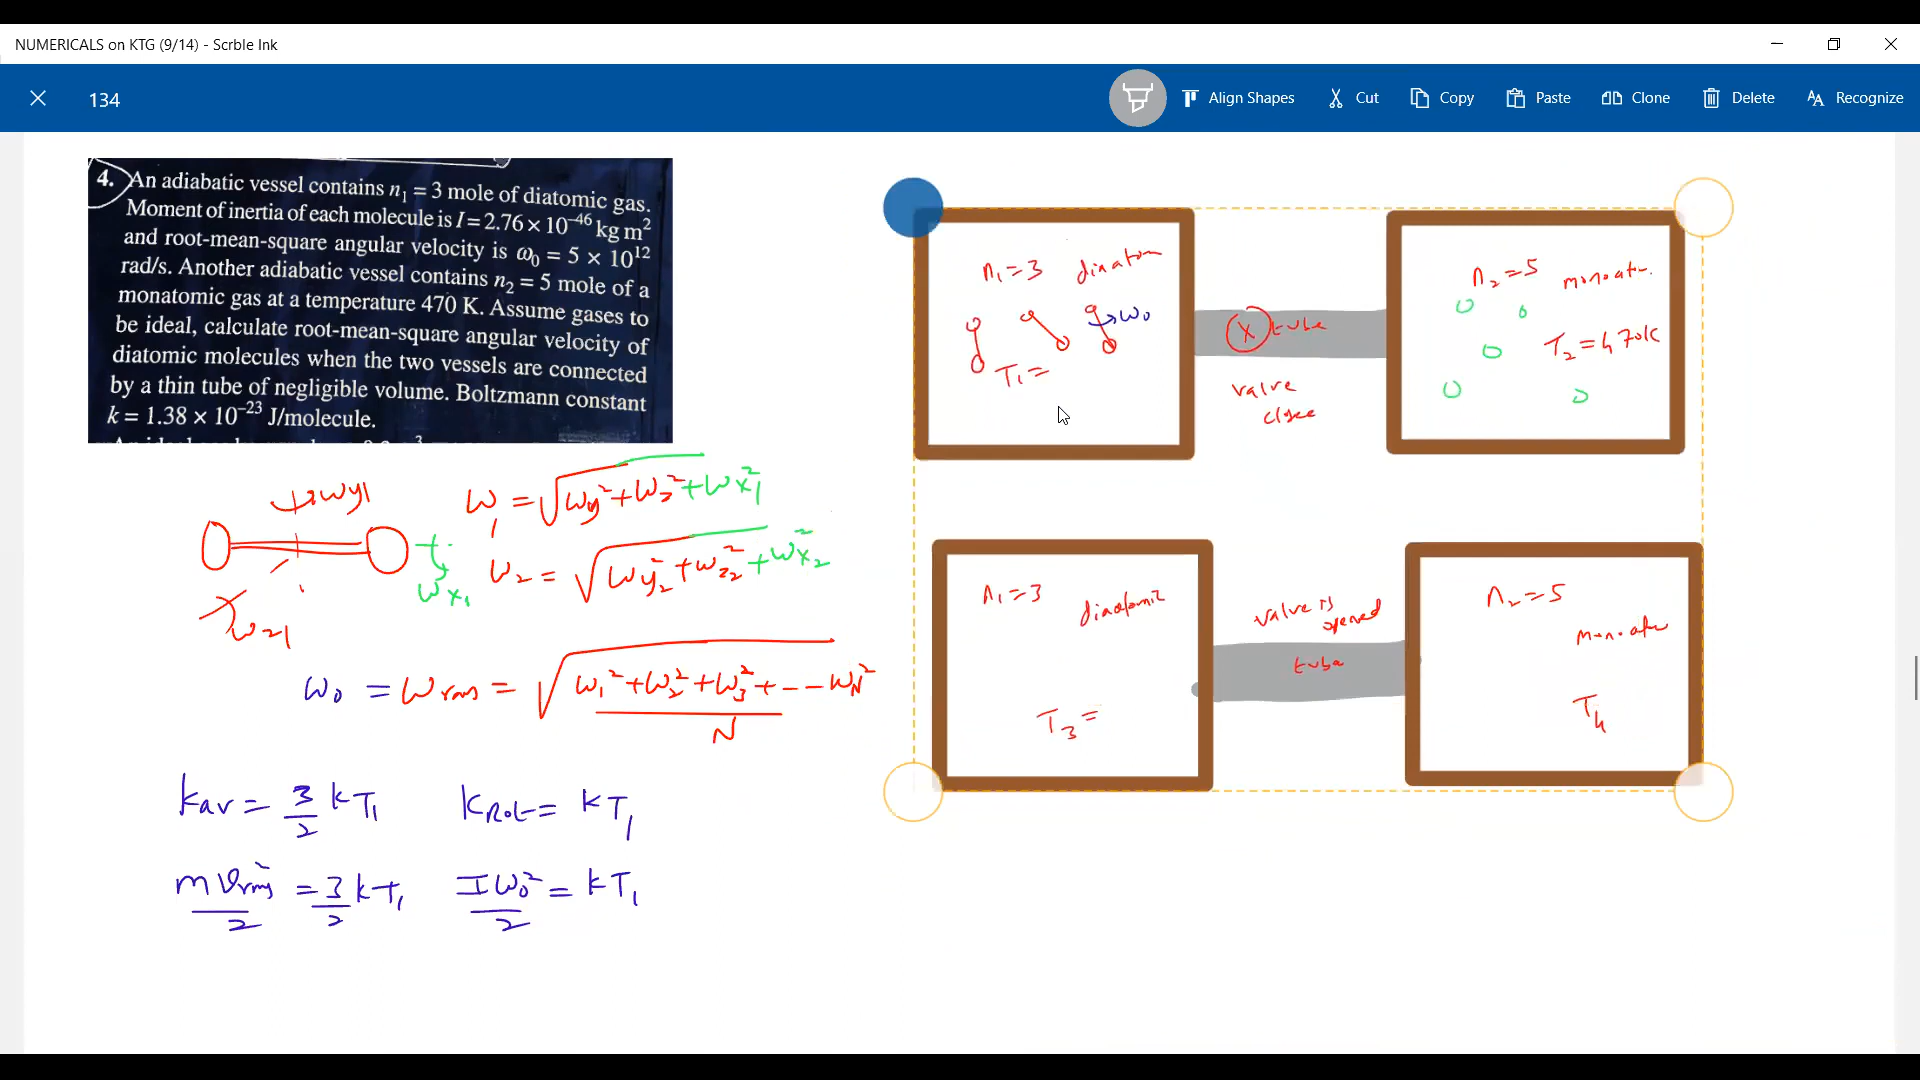 NUMERICALS on KTG (9/14) - Scrble Ink
134
Align Shapes
Cut
Copy
Paste
Clone
Delete
Recognize
4. An adiabatic vessel contains n₁ = 3 mole of diatomic gas.
Moment of inertia of each molecule is I = 2.76 × 10⁻⁴⁶ kg m²
and root-mean-square angular velocity is ω₀ = 5 × 10¹²
rad/s. Another adiabatic vessel contains n₂ = 5 mole of a
monatomic gas at a temperature 470 K. Assume gases to
be ideal, calculate root-mean-square angular velocity of
diatomic molecules when the two vessels are connected
by a thin tube of negligible volume. Boltzmann constant
k = 1.38 × 10⁻²³ J/molecule.
ωy1
ωx1
ωz1
ω₁ = √ωy² + ωz² + ωx₁²
ω₂ = √ωy₂² + ωz₂² + ωx₂²
ω₀ = ωrms = √(ω₁² + ω₂² + ω₃² + --- ωN²)/N
Kav = 3/2 kT₁
KRot = kT₁
mvrms²/2 = 3/2 kT₁
Iω₀²/2 = kT₁
n₁ = 3
ω₀
T₁ =
X tube
valve
close
n₂ = 5 monoatm.
T₂ = 470K
n₁ = 3
T₃ =
valve is
opened
tube
n₂ = 5
T₄